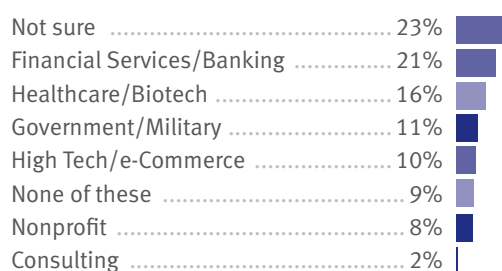 Not sure ........................................ 23%
Financial Services/Banking .............. 21%
Healthcare/Biotech .......................... 16%
Government/Military ....................... 11%
High Tech/e-Commerce ................... 10%
None of these ................................. 9%
Nonprofit ........................................ 8%
Consulting ...................................... 2%